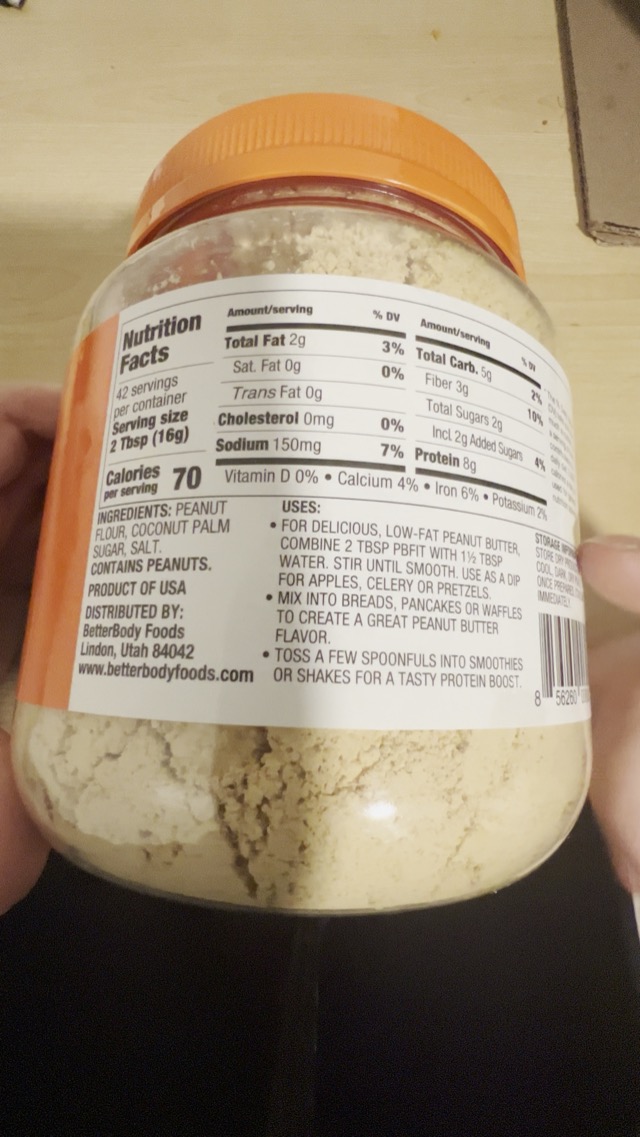 Nutrition
Facts
42 servings
per container
Serving size
2 Tbsp (16g)
Calories
per serving 70
Amount/serving % DV
Total Fat 2g 3%
Sat. Fat 0g 0%
Trans Fat 0g
Cholesterol 0mg 0%
Sodium 150mg 7%
Amount/serving % DV
Total Carb. 5g 2%
Fiber 3g 10%
Total Sugars 2g
Incl. 2g Added Sugars 4%
Protein 8g
Vitamin D 0% • Calcium 4% • Iron 6% • Potassium 2%
INGREDIENTS: PEANUT
FLOUR, COCONUT PALM
SUGAR, SALT.
CONTAINS PEANUTS.
PRODUCT OF USA
DISTRIBUTED BY:
BetterBody Foods
Lindon, Utah 84042
www.betterbodyfoods.com
USES:
• FOR DELICIOUS, LOW-FAT PEANUT BUTTER,
COMBINE 2 TBSP PBFIT WITH 1½ TBSP
WATER. STIR UNTIL SMOOTH. USE AS A DIP
FOR APPLES, CELERY OR PRETZELS.
• MIX INTO BREADS, PANCAKES OR WAFFLES
TO CREATE A GREAT PEANUT BUTTER
FLAVOR.
• TOSS A FEW SPOONFULS INTO SMOOTHIES
OR SHAKES FOR A TASTY PROTEIN BOOST.
STORAGE
STORE DRY
COOL, DARK,
ONCE PREPARED,
IMMEDIATELY
8 56260